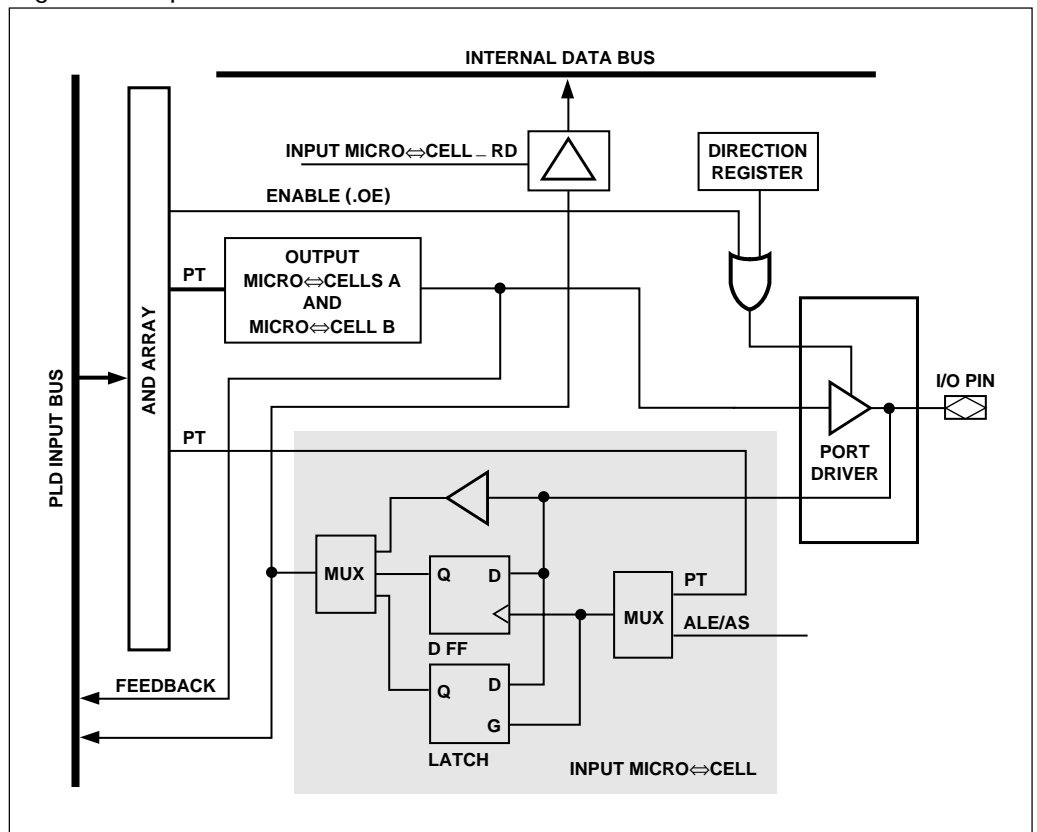 INTERNAL DATA BUS
INPUT MICRO⇔CELL _ RD
DIRECTION
REGISTER
ENABLE (.OE)
PT
OUTPUT
MICRO⇔CELLS A
AND
MICRO⇔CELL B
AND ARRAY
PLD INPUT BUS
I/O PIN
PORT
DRIVER
PT
MUX
Q D
D FF
MUX
PT
ALE/AS
Q D
G
LATCH
FEEDBACK
INPUT MICRO⇔CELL